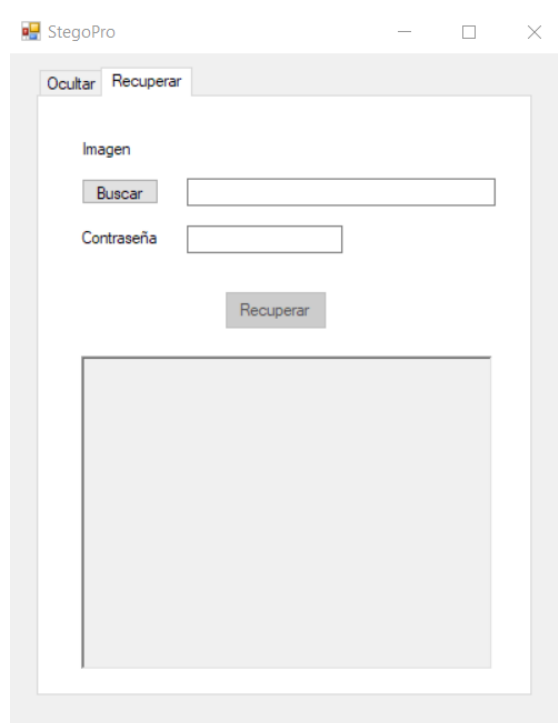 StegoPro
Ocultar Recuperar
Imagen
Buscar
Contraseña
Recuperar